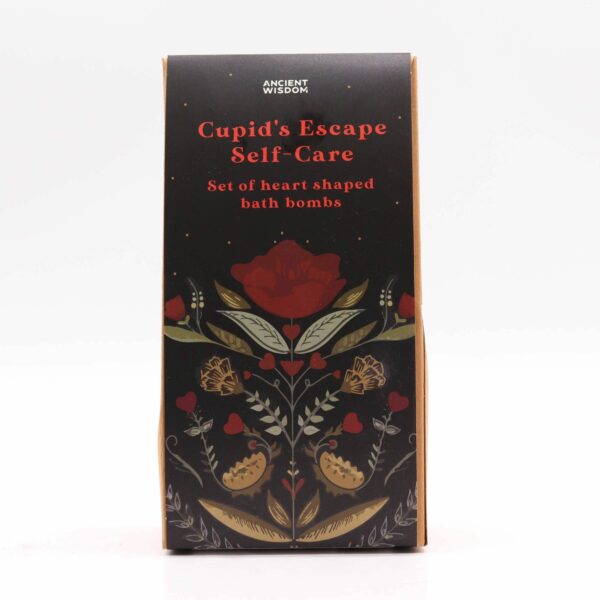 ANCIENT
WISDOM
Cupid's Escape
Self-Care
Set of heart shaped
bath bombs